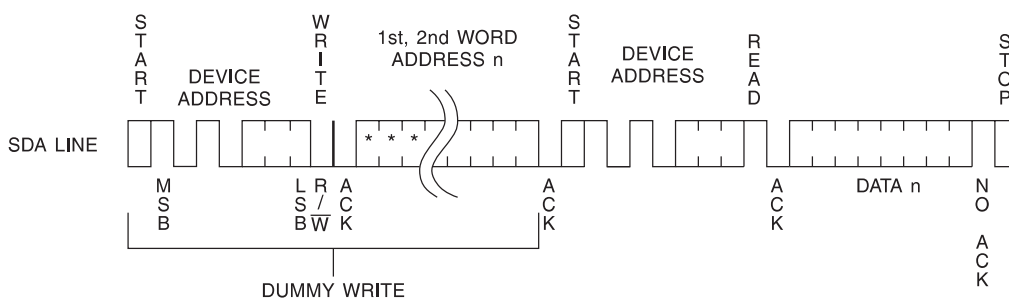 START
WRITE
1st, 2nd WORD
ADDRESS n
START
READ
STOP
DEVICE
ADDRESS
DEVICE
ADDRESS
SDA LINE
* * *
MSB
LSB
R/W
ACK
ACK
ACK
DATA n
NO ACK
DUMMY WRITE